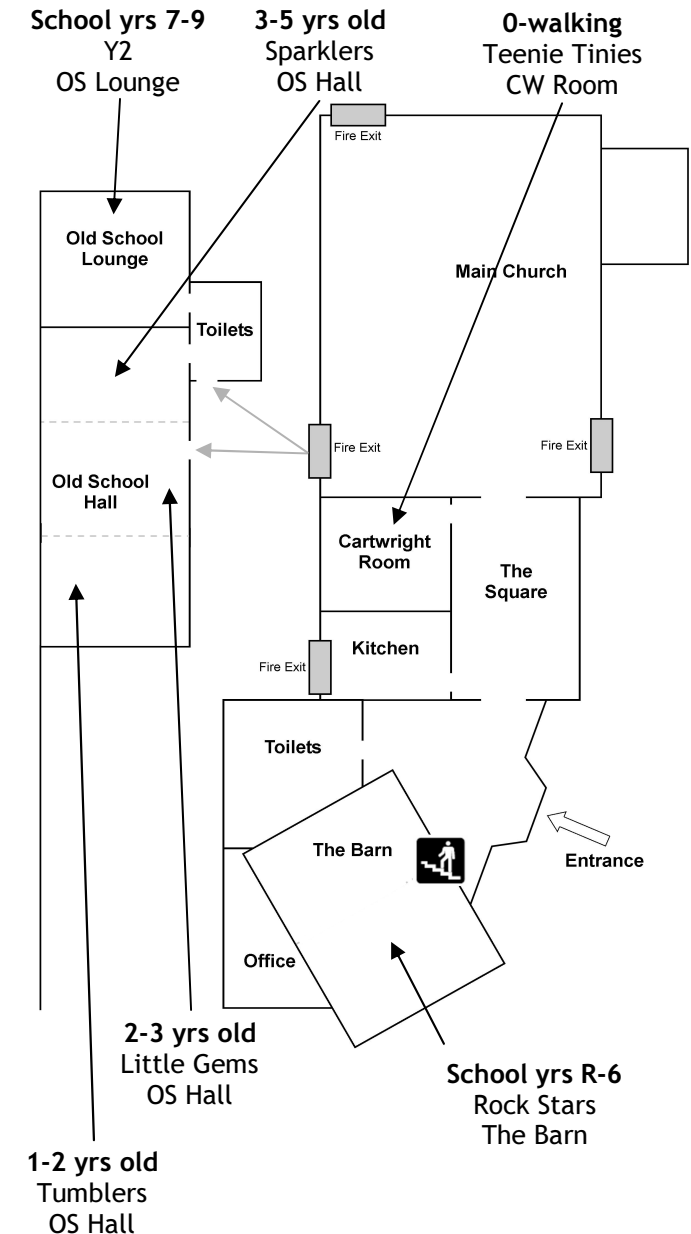 School yrs 7-9
Y2
OS Lounge
3-5 yrs old
Sparklers
OS Hall
0-walking
Teenie Tinies
CW Room
Fire Exit
Old School
Lounge
Main Church
Toilets
Fire Exit
Fire Exit
Old School
Hall
Cartwright
Room
The
Square
Kitchen
Fire Exit
Toilets
The Barn
Entrance
Office
2-3 yrs old
Little Gems
OS Hall
School yrs R-6
Rock Stars
The Barn
1-2 yrs old
Tumblers
OS Hall